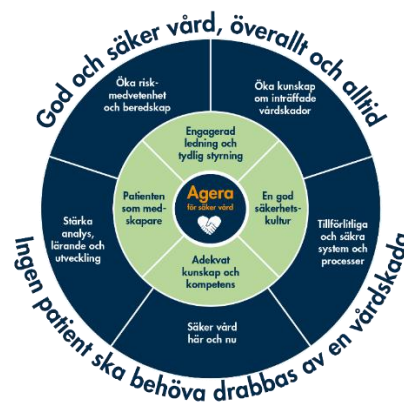 God och säker vård, överallt och alltid
Öka risk-
medvetenhet
och beredskap
Öka kunskap
om inträffade
vårdskador
Engagerad
ledning och
tydlig styrning
Patienten
som med-
skapare
Agera
för säker vård
En god
säkerhets-
kultur
Stärka
analys,
lärande och
utveckling
Tillförlitliga
och säkra
system och
processer
Adekvat
kunskap och
kompetens
Säker vård
här och nu
Ingen patient ska behöva drabbas av en vårdskada